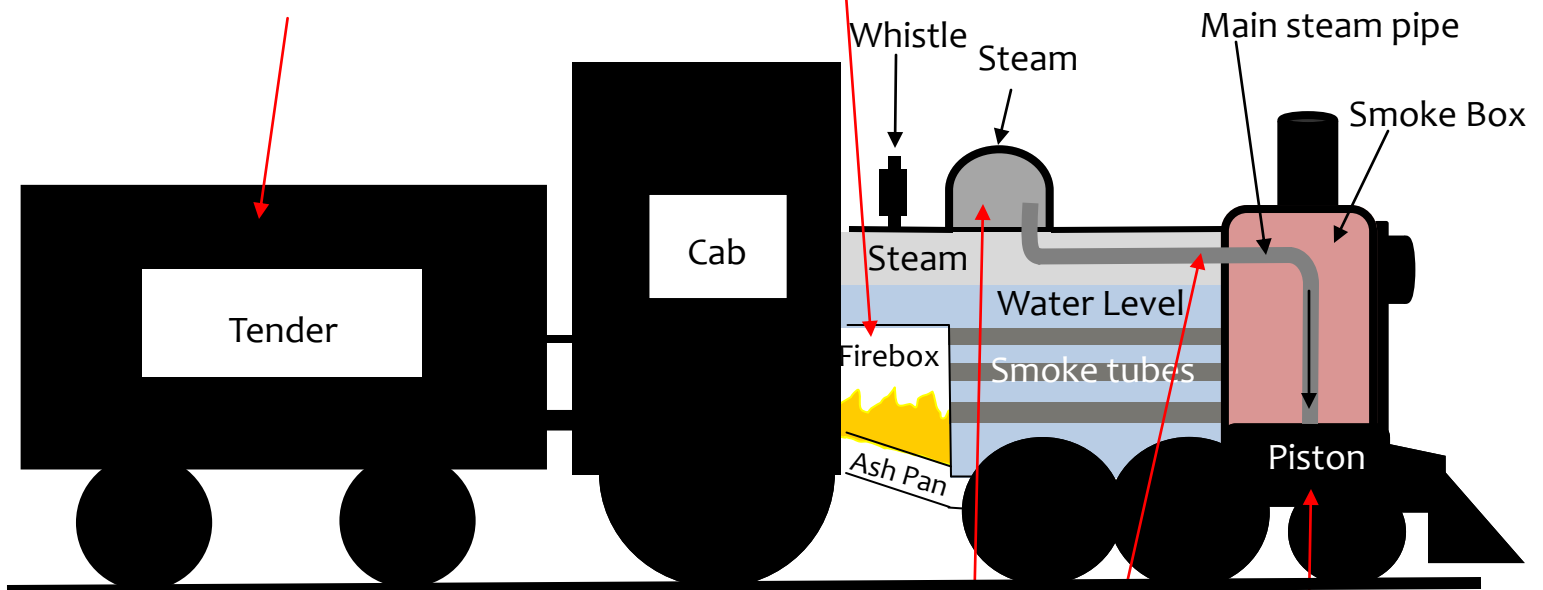 Main steam pipe
Whistle
Steam
Smoke Box
Cab
Steam
Water Level
Tender
Firebox
Smoke tubes
Piston
Ash Pan